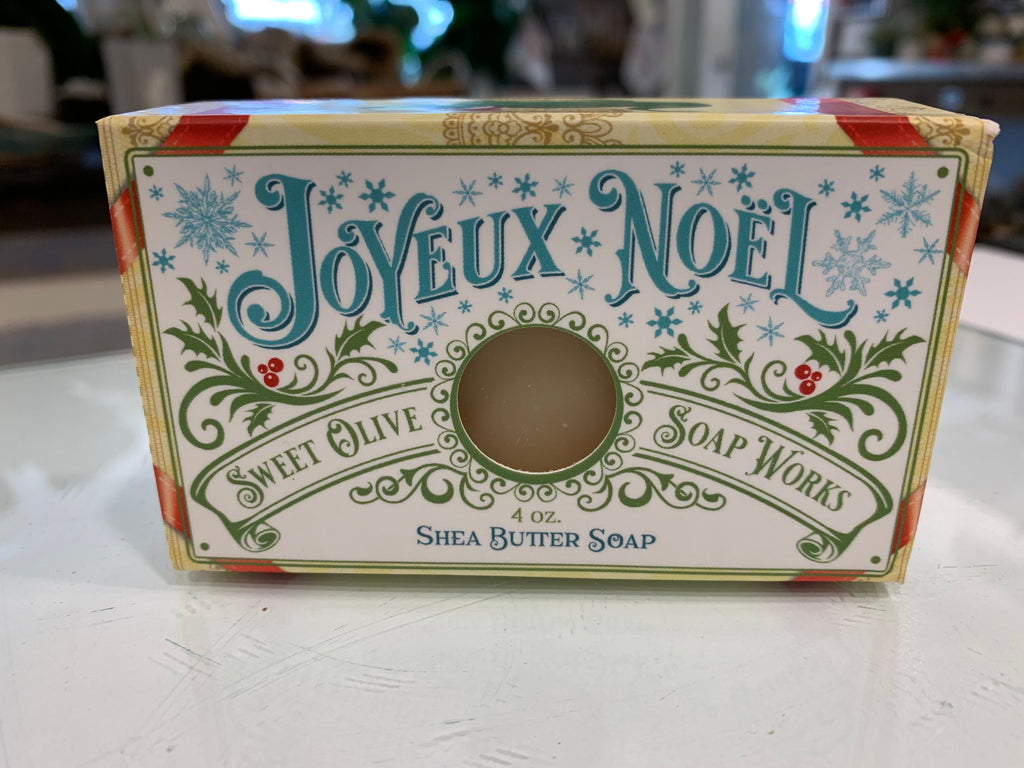 Joyeux Noël
Sweet Olive Soap Works
4 oz.
Shea Butter Soap